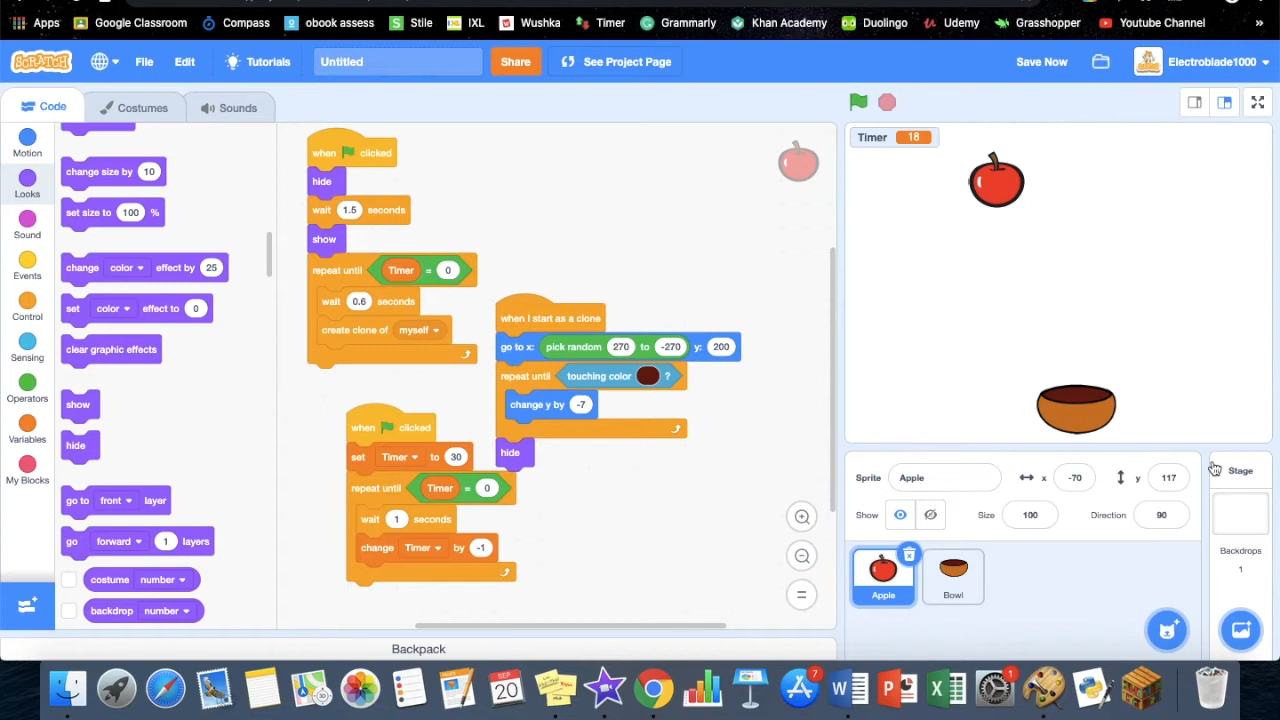 Apps Google Classroom Compass obook assess Stile IXL Wushka Timer Grammarly Khan Academy Duolingo Udemy Grasshopper Youtube Channel »
SCRATCH File Edit Tutorials Untitled Share See Project Page Save Now Electroblade1000
Code Costumes Sounds
Motion
Looks
Sound
Events
Control
Sensing
Operators
Variables
My Blocks
change size by 10
set size to 100 %
change color effect by 25
set color effect to 0
clear graphic effects
show
hide
go to front layer
go forward 1 layers
costume number
backdrop number
when clicked
hide
wait 1.5 seconds
show
repeat until Timer = 0
wait 0.6 seconds
create clone of myself
when I start as a clone
go to x: pick random 270 to -270 y: 200
repeat until touching color ?
change y by -7
hide
when clicked
set Timer to 30
repeat until Timer = 0
wait 1 seconds
change Timer by -1
Backpack
Timer 18
Sprite Apple x -70 y 117
Show Size 100 Direction 90
Apple Bowl
Stage
Backdrops
1
SEP
20
7
1